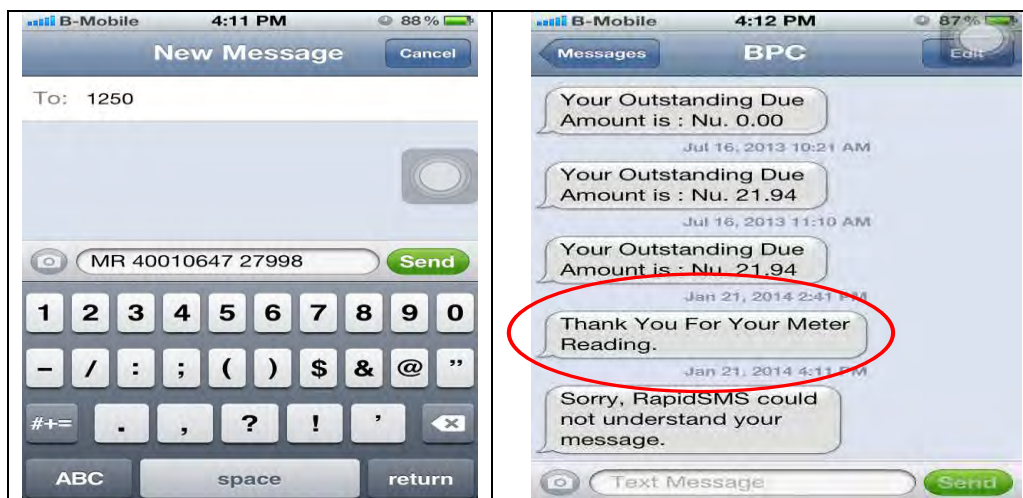 B-Mobile 4:11 PM 88%
New Message Cancel
To: 1250
MR 40010647 27998 Send
1 2 3 4 5 6 7 8 9 0
- / : ; ( ) $ & @ "
#+= . , ? ! '
ABC space return
B-Mobile 4:12 PM 87%
Messages BPC Edit
Your Outstanding Due
Amount is : Nu. 0.00
Jul 16, 2013 10:21 AM
Your Outstanding Due
Amount is : Nu. 21.94
Jul 16, 2013 11:10 AM
Your Outstanding Due
Amount is : Nu. 21.94
Jan 21, 2014 2:41 PM
Thank You For Your Meter
Reading.
Jan 21, 2014 4:11 PM
Sorry, RapidSMS could
not understand your
message.
Text Message Send